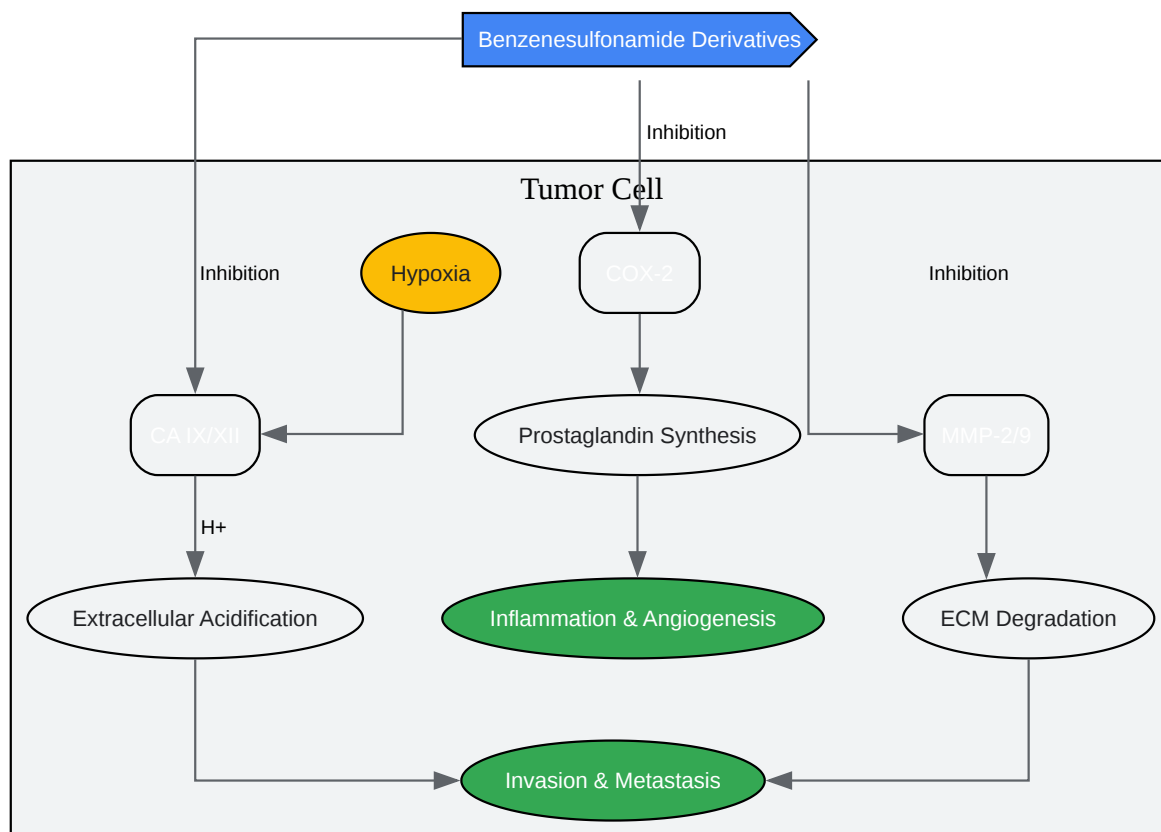 Benzenesulfonamide Derivatives
Inhibition
Tumor Cell
Inhibition
Hypoxia
COX-2
Inhibition
CA IX/XII
Prostaglandin Synthesis
MMP-2/9
H+
Extracellular Acidification
Inflammation & Angiogenesis
ECM Degradation
Invasion & Metastasis